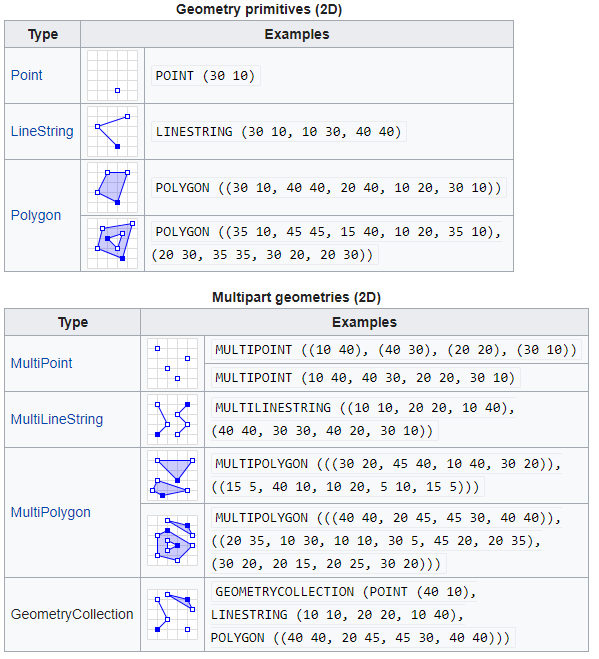 Geometry primitives (2D)
Type Examples
Point POINT (30 10)
LineString LINESTRING (30 10, 10 30, 40 40)
Polygon POLYGON ((30 10, 40 40, 20 40, 10 20, 30 10))
POLYGON ((35 10, 45 45, 15 40, 10 20, 35 10),
(20 30, 35 35, 30 20, 20 30))
Multipart geometries (2D)
Type Examples
MultiPoint MULTIPOINT ((10 40), (40 30), (20 20), (30 10))
MULTIPOINT (10 40, 40 30, 20 20, 30 10)
MultiLineString MULTILINESTRING ((10 10, 20 20, 10 40),
(40 40, 30 30, 40 20, 30 10))
MultiPolygon MULTIPOLYGON (((30 20, 45 40, 10 40, 30 20)),
((15 5, 40 10, 10 20, 5 10, 15 5)))
MULTIPOLYGON (((40 40, 20 45, 45 30, 40 40)),
((20 35, 10 30, 10 10, 30 5, 45 20, 20 35),
(30 20, 20 15, 20 25, 30 20)))
GeometryCollection GEOMETRYCOLLECTION (POINT (40 10),
LINESTRING (10 10, 20 20, 10 40),
POLYGON ((40 40, 20 45, 45 30, 40 40)))